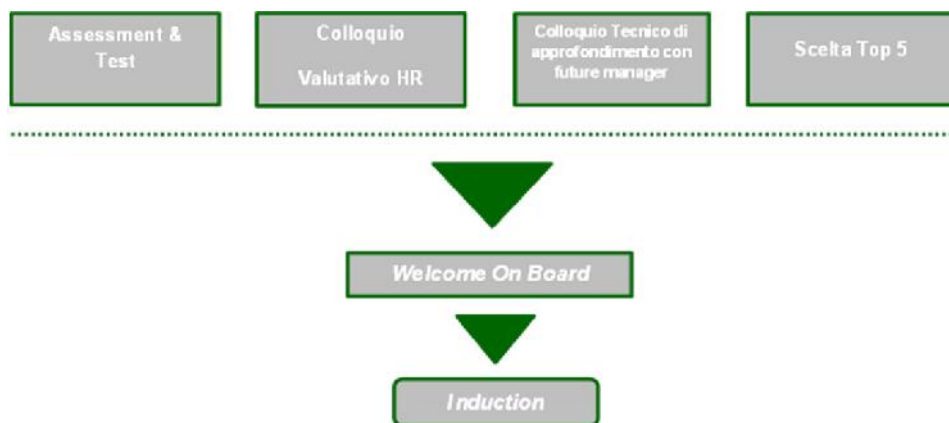 Assessment &
Test
Colloquio
Valutativo HR
Colloquio Tecnico di
approfondimento con
future manager
Scelta Top 5
Welcome On Board
Induction